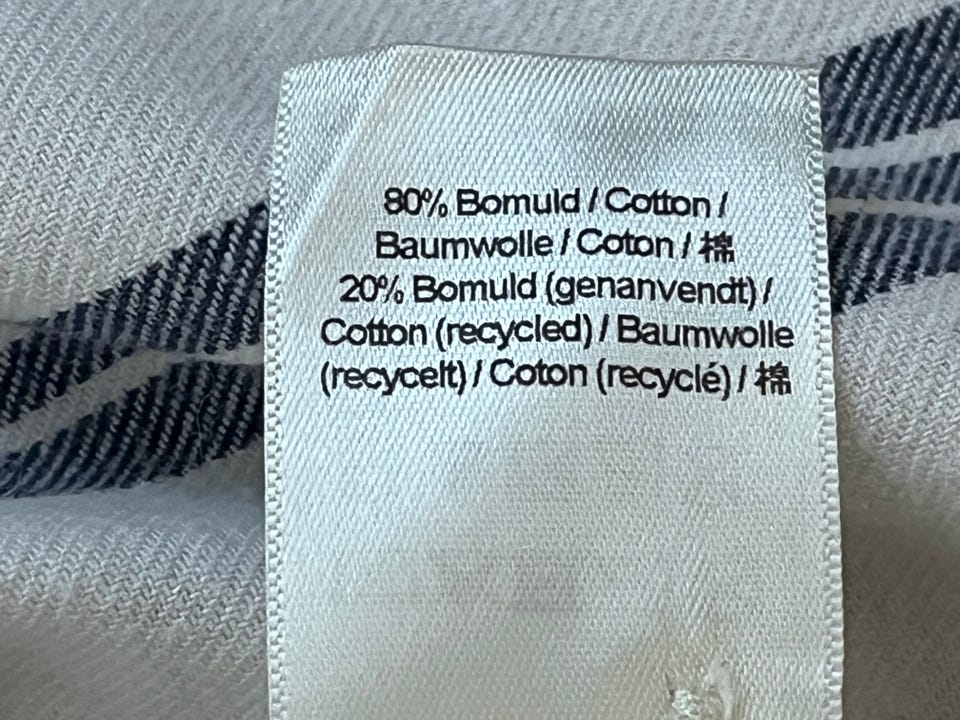 80% Bomuld / Cotton /
Baumwolle / Coton / 棉
20% Bomuld (genanvendt) /
Cotton (recycled) / Baumwolle
(recycelt) / Coton (recyclé) / 棉